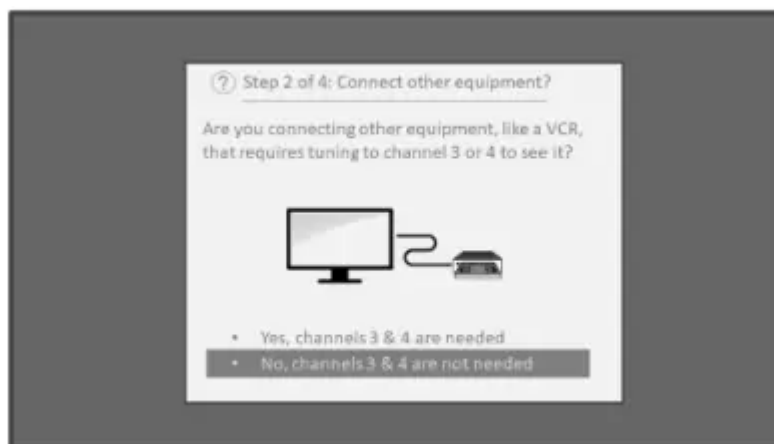 ? Step 2 of 4: Connect other equipment?
Are you connecting other equipment, like a VCR,
that requires tuning to channel 3 or 4 to see it?
• Yes, channels 3 & 4 are needed
• No, channels 3 & 4 are not needed